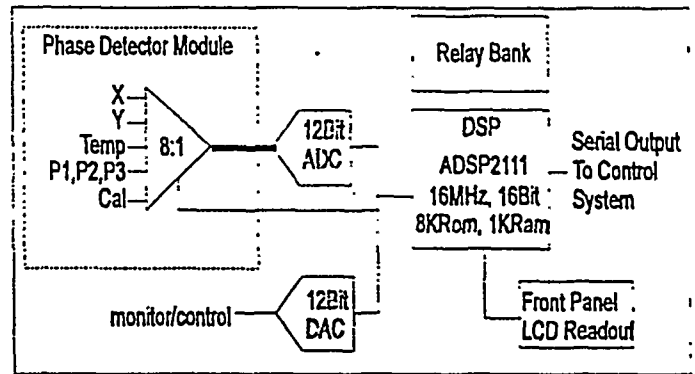 Phase Detector Module
X
Y
Temp
P1,P2,P3
Cal
8:1
12Bit
ADC
Relay Bank
DSP
ADSP2111
16MHz, 16Bit
8KRom, 1KRam
Serial Output
To Control
System
monitor/control
12Bit
DAC
Front Panel
LCD Readout